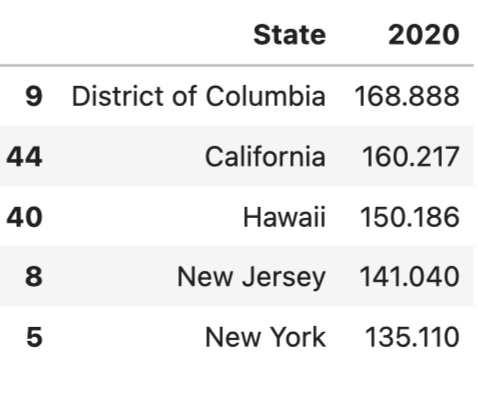 State 2020
9 District of Columbia 168.888
44 California 160.217
40 Hawaii 150.186
8 New Jersey 141.040
5 New York 135.110